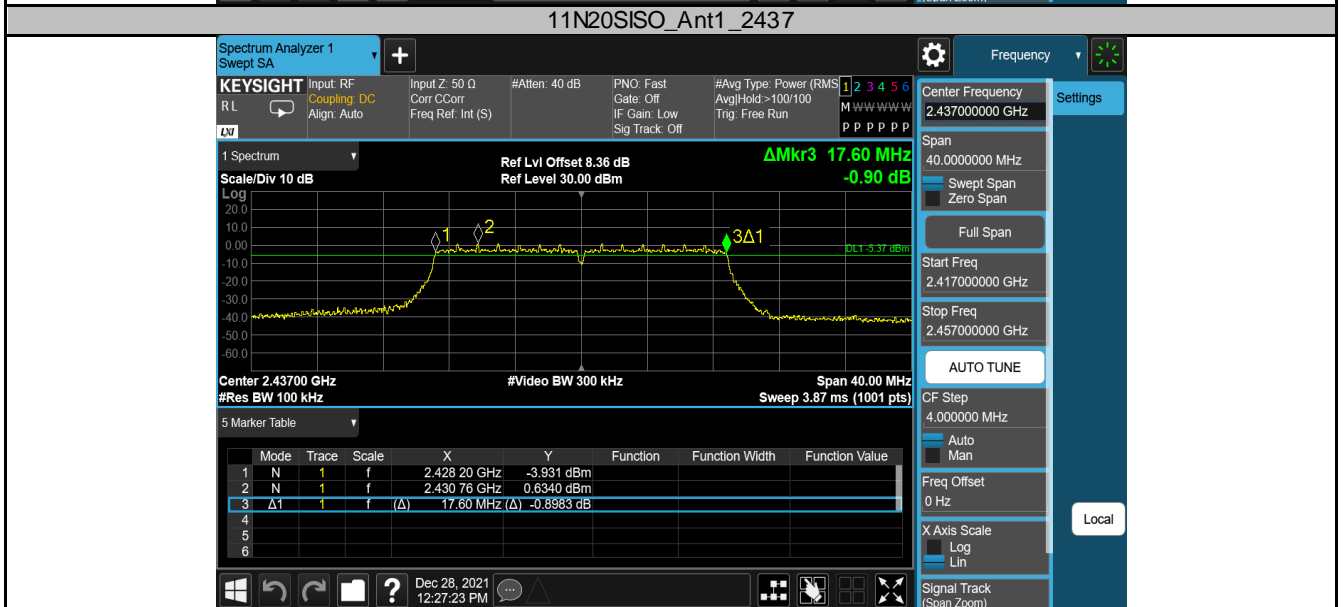 11N20SISO_Ant1_2437
Spectrum Analyzer 1
Swept SA
+
Frequency
KEYSIGHT
RL
LXI
Input: RF
Coupling: DC
Align: Auto
Input Z: 50 Ω
Corr CCorr
Freq Ref: Int (S)
#Atten: 40 dB
PNO: Fast
Gate: Off
IF Gain: Low
Sig Track: Off
#Avg Type: Power (RMS
Avg|Hold:>100/100
Trig: Free Run
1 2 3 4 5 6
M W W W W W
P P P P P P
Center Frequency
2.437000000 GHz
Settings
Span
40.0000000 MHz
Swept Span
Zero Span
Full Span
Start Freq
2.417000000 GHz
Stop Freq
2.457000000 GHz
AUTO TUNE
CF Step
4.000000 MHz
Auto
Man
Freq Offset
0 Hz
X Axis Scale
Log
Lin
Signal Track
(Span Zoom)
Local
1 Spectrum
Scale/Div 10 dB
Ref Lvl Offset 8.36 dB
Ref Level 30.00 dBm
ΔMkr3 17.60 MHz
-0.90 dB
Log
20.0
10.0
0.00
-10.0
-20.0
-30.0
-40.0
-50.0
-60.0
1
2
3Δ1
DL1 -5.37 dBm
Center 2.43700 GHz
#Res BW 100 kHz
#Video BW 300 kHz
Span 40.00 MHz
Sweep 3.87 ms (1001 pts)
5 Marker Table
Mode Trace Scale X Y Function Function Width Function Value
1 N 1 f 2.428 20 GHz -3.931 dBm
2 N 1 f 2.430 76 GHz 0.6340 dBm
3 Δ1 1 f (Δ) 17.60 MHz (Δ) -0.8983 dB
4
5
6
?
Dec 28, 2021
12:27:23 PM